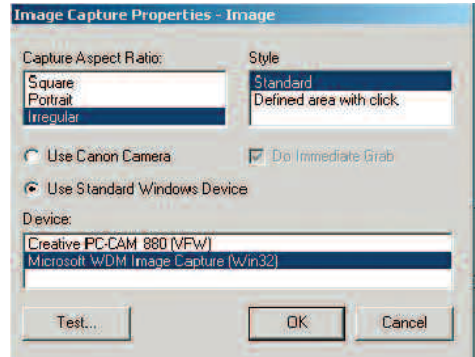 Image Capture Properties - Image
Capture Aspect Ratio:
Square
Portrait
Irregular
Style
Standard
Defined area with click
Use Canon Camera
Do Immediate Grab
Use Standard Windows Device
Device:
Creative PC-CAM 880 (VFW)
Microsoft WDM Image Capture (Win32)
Test...
OK
Cancel